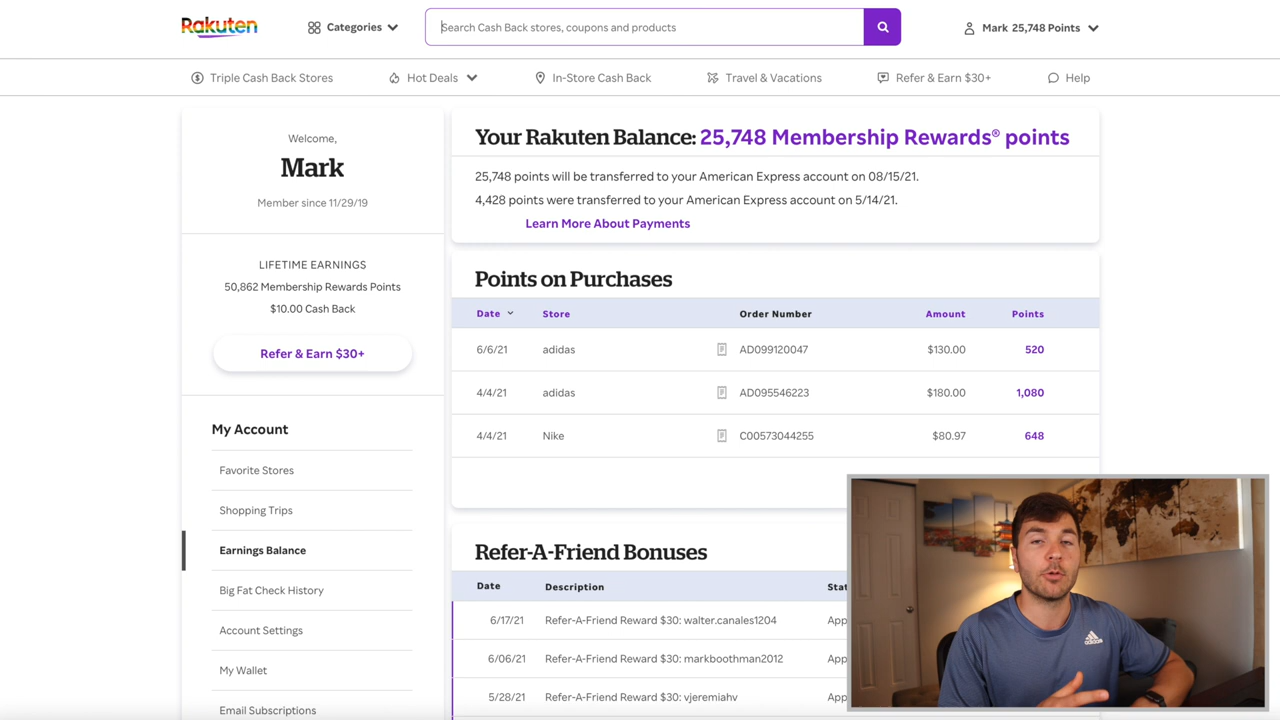 Rakuten
Categories
Search Cash Back stores, coupons and products
Mark 25,748 Points
Triple Cash Back Stores
Hot Deals
In-Store Cash Back
Travel & Vacations
Refer & Earn $30+
Help
Welcome,
Mark
Member since 11/29/19
LIFETIME EARNINGS
50,862 Membership Rewards Points
$10.00 Cash Back
Refer & Earn $30+
My Account
Favorite Stores
Shopping Trips
Earnings Balance
Big Fat Check History
Account Settings
My Wallet
Email Subscriptions
Your Rakuten Balance: 25,748 Membership Rewards® points
25,748 points will be transferred to your American Express account on 08/15/21.
4,428 points were transferred to your American Express account on 5/14/21.
Learn More About Payments
Points on Purchases
Date Store Order Number Amount Points
6/6/21 adidas AD099120047 $130.00 520
4/4/21 adidas AD095546223 $180.00 1,080
4/4/21 Nike C00573044255 $80.97 648
Refer-A-Friend Bonuses
Date Description Stat
6/17/21 Refer-A-Friend Reward $30: walter.canales1204 App
6/06/21 Refer-A-Friend Reward $30: markboothman2012 App
5/28/21 Refer-A-Friend Reward $30: vjeremiahv App
adidas